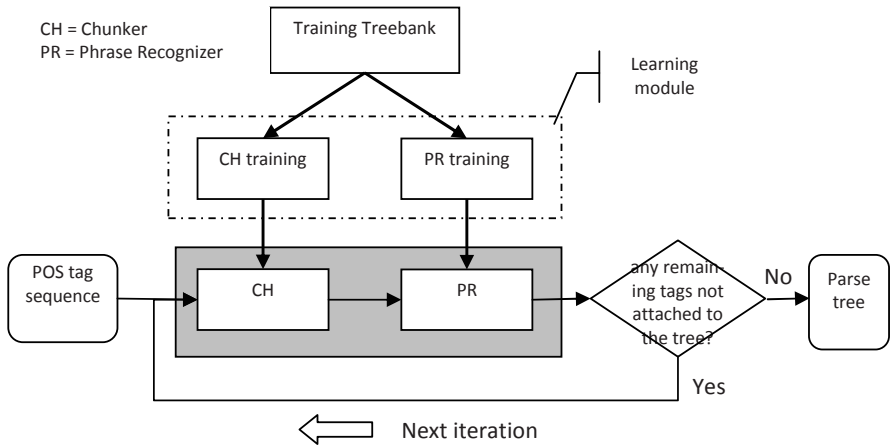 CH = Chunker
PR = Phrase Recognizer
Training Treebank
Learning
module
CH training
PR training
POS tag
sequence
CH
PR
any remain-
ing tags not
attached to
the tree?
No
Parse
tree
Yes
Next iteration